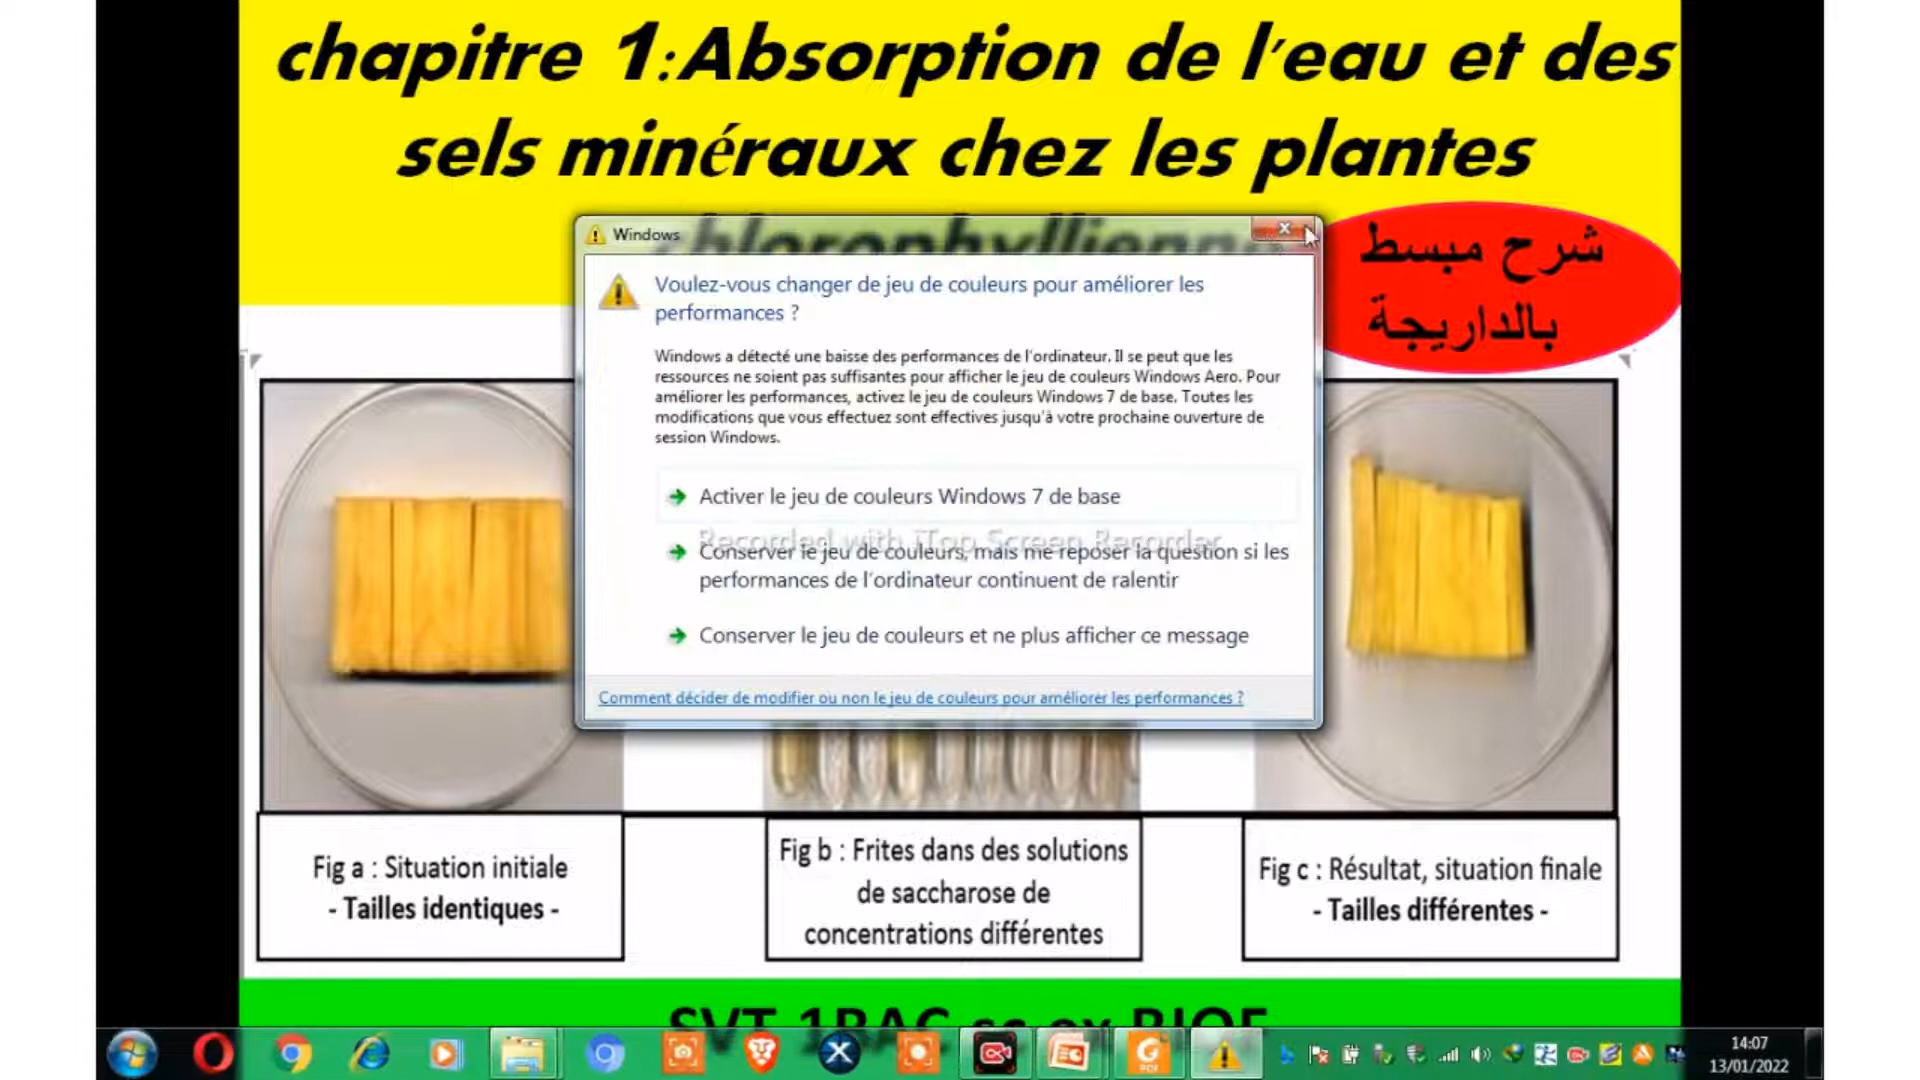 chapitre 1:Absorption de l'eau et des
sels minéraux chez les plantes
شرح مبسط
بالداريجة
Windows
Voulez-vous changer de jeu de couleurs pour améliorer les
performances ?
Windows a détecté une baisse des performances de l'ordinateur. Il se peut que les
ressources ne soient pas suffisantes pour afficher le jeu de couleurs Windows Aero. Pour
améliorer les performances, activez le jeu de couleurs Windows 7 de base. Toutes les
modifications que vous effectuez sont effectives jusqu'à votre prochaine ouverture de
session Windows.
Activer le jeu de couleurs Windows 7 de base
Recorded with iTop Screen Recorder
Conserver le jeu de couleurs, mais me reposer la question si les
performances de l'ordinateur continuent de ralentir
Conserver le jeu de couleurs et ne plus afficher ce message
Comment décider de modifier ou non le jeu de couleurs pour améliorer les performances ?
Fig a : Situation initiale
- Tailles identiques -
Fig b : Frites dans des solutions
de saccharose de
concentrations différentes
Fig c : Résultat, situation finale
- Tailles différentes -
SVT 1BAC
14:07
13/01/2022